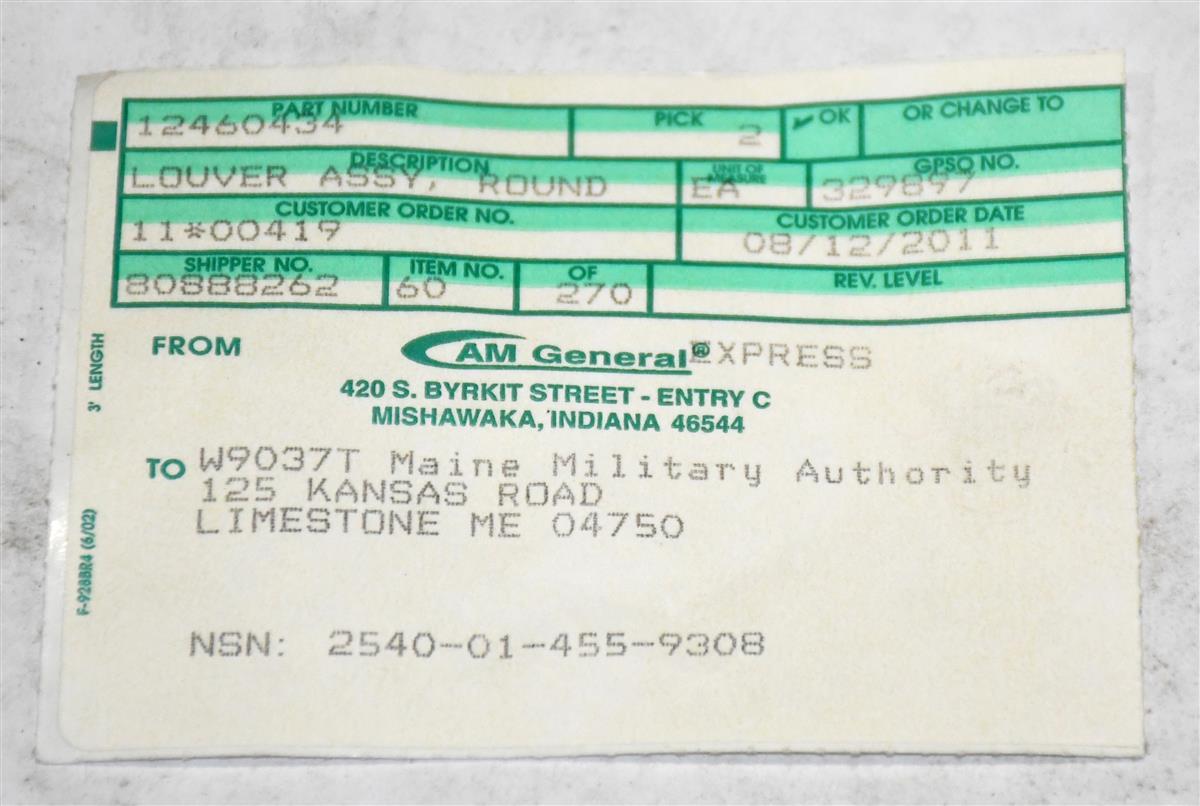 PART NUMBER
12460434
PICK
2
OK
OR CHANGE TO
DESCRIPTION
LOUVER ASSY, ROUND
UNIT OF
MEASURE
EA
GPSO NO.
329897
CUSTOMER ORDER NO.
11*00419
CUSTOMER ORDER DATE
08/12/2011
SHIPPER NO.
80888262
ITEM NO.
60
OF
270
REV. LEVEL
3' LENGTH
FROM
AM General® EXPRESS
420 S. BYRKIT STREET - ENTRY C
MISHAWAKA, INDIANA 46544
TO W9037T Maine Military Authority
125 KANSAS ROAD
LIMESTONE ME 04750
F-928BR4 (6/02)
NSN: 2540-01-455-9308